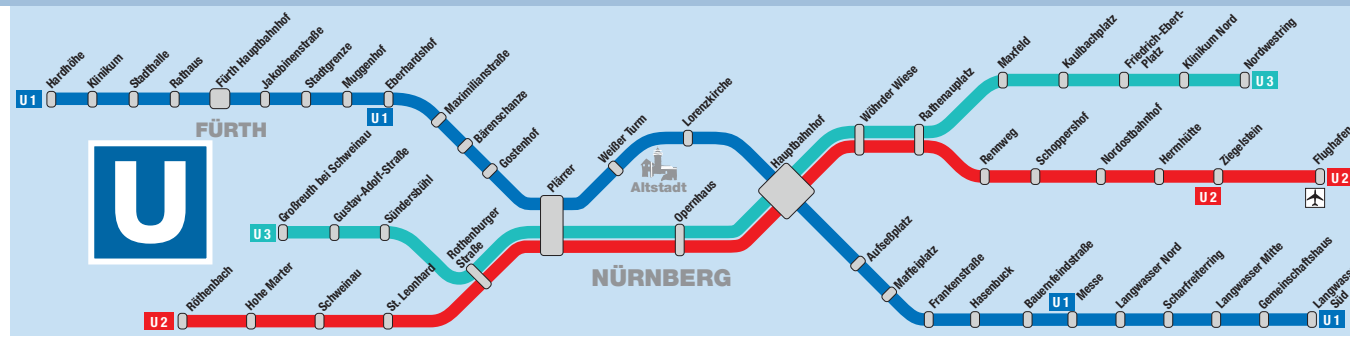 U1
Hardhöhe
Klinikum
Stadthalle
Rathaus
Fürth Hauptbahnhof
Jakobinenstraße
Stadtgrenze
Muggenhof
Eberhardshof
U1
Maximilianstraße
Bärenschanze
Gostenhof
Plärrer
Weißer Turm
Lorenzkirche
Hauptbahnhof
Wöhrder Wiese
Rathenauplatz
Maxfeld
Kaulbachplatz
Friedrich-Ebert-
Platz
Klinikum Nord
Nordwestring
U3
FÜRTH
U
Altstadt
Rennweg
Schoppershof
Nordostbahnhof
Herrnhütte
Ziegelstein
U2
Flughafen
U2
U3
Großreuth bei Schweinau
Gustav-Adolf-Straße
Sündersbühl
Rothenburger
Straße
Opernhaus
NÜRNBERG
U2
Röthenbach
Hohe Marter
Schweinau
St. Leonhard
Aufseßplatz
Maffeiplatz
Frankenstraße
Hasenbuck
Bauernfeindstraße
U1
Messe
Langwasser Nord
Scharfreiterring
Langwasser Mitte
Gemeinschaftshaus
Langwasser
Süd
U1